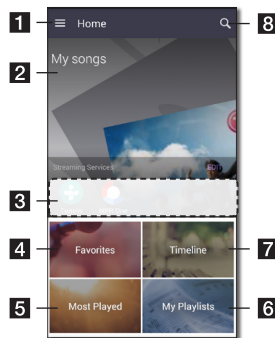 1
Home
8
2
My songs
Streaming Services
EDIT
3
4
Favorites
Timeline
7
5
Most Played
My Playlists
6